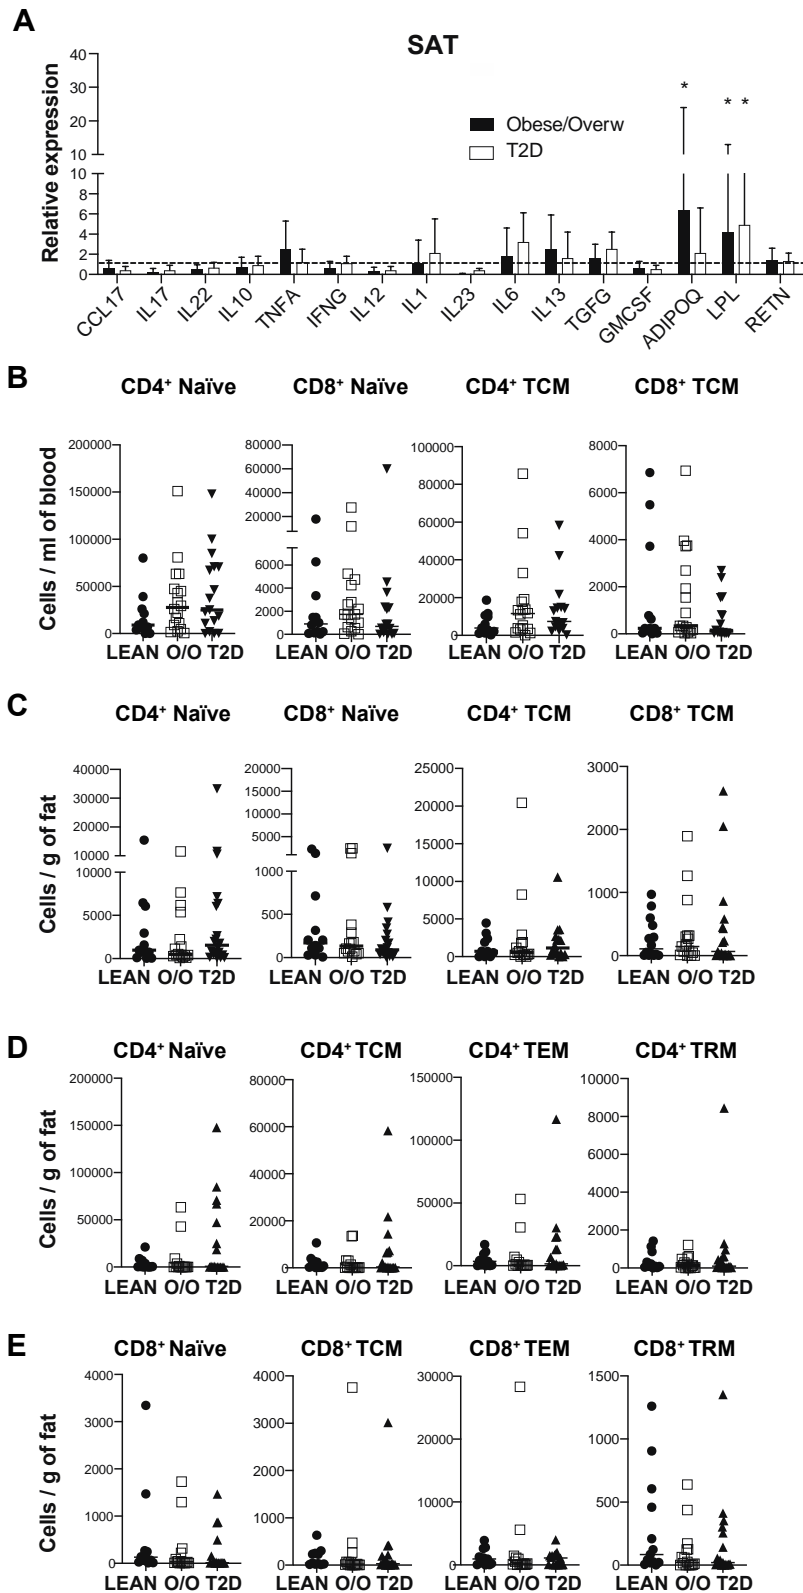 A
SAT
Relative expression
40
30
20
10
10
8
6
4
2
0
Obese/Overw
T2D
*
* *
CCL17 IL17 IL22 IL10 TNFA IFNG IL12 IL1 IL23 IL6 IL13 TGFG GMCSF ADIPOQ LPL RETN
B
CD4⁺ Naïve CD8⁺ Naïve CD4⁺ TCM CD8⁺ TCM
Cells / ml of blood
200000
150000
100000
50000
0
LEAN O/O T2D
80000
60000
40000
20000
6000
4000
2000
0
LEAN O/O T2D
100000
80000
60000
40000
20000
0
LEAN O/O T2D
8000
6000
4000
2000
0
LEAN O/O T2D
C
CD4⁺ Naïve CD8⁺ Naïve CD4⁺ TCM CD8⁺ TCM
Cells / g of fat
40000
30000
20000
10000
10000
5000
0
LEAN O/O T2D
20000
15000
10000
5000
1000
500
0
LEAN O/O T2D
25000
20000
15000
10000
5000
0
LEAN O/O T2D
3000
2000
1000
0
LEAN O/O T2D
D
CD4⁺ Naïve CD4⁺ TCM CD4⁺ TEM CD4⁺ TRM
Cells / g of fat
200000
150000
100000
50000
0
LEAN O/O T2D
80000
60000
40000
20000
0
LEAN O/O T2D
150000
100000
50000
0
LEAN O/O T2D
10000
8000
6000
4000
2000
0
LEAN O/O T2D
E
CD8⁺ Naïve CD8⁺ TCM CD8⁺ TEM CD8⁺ TRM
Cells / g of fat
4000
3000
2000
1000
0
LEAN O/O T2D
4000
3000
2000
1000
0
LEAN O/O T2D
30000
20000
10000
0
LEAN O/O T2D
1500
1000
500
0
LEAN O/O T2D